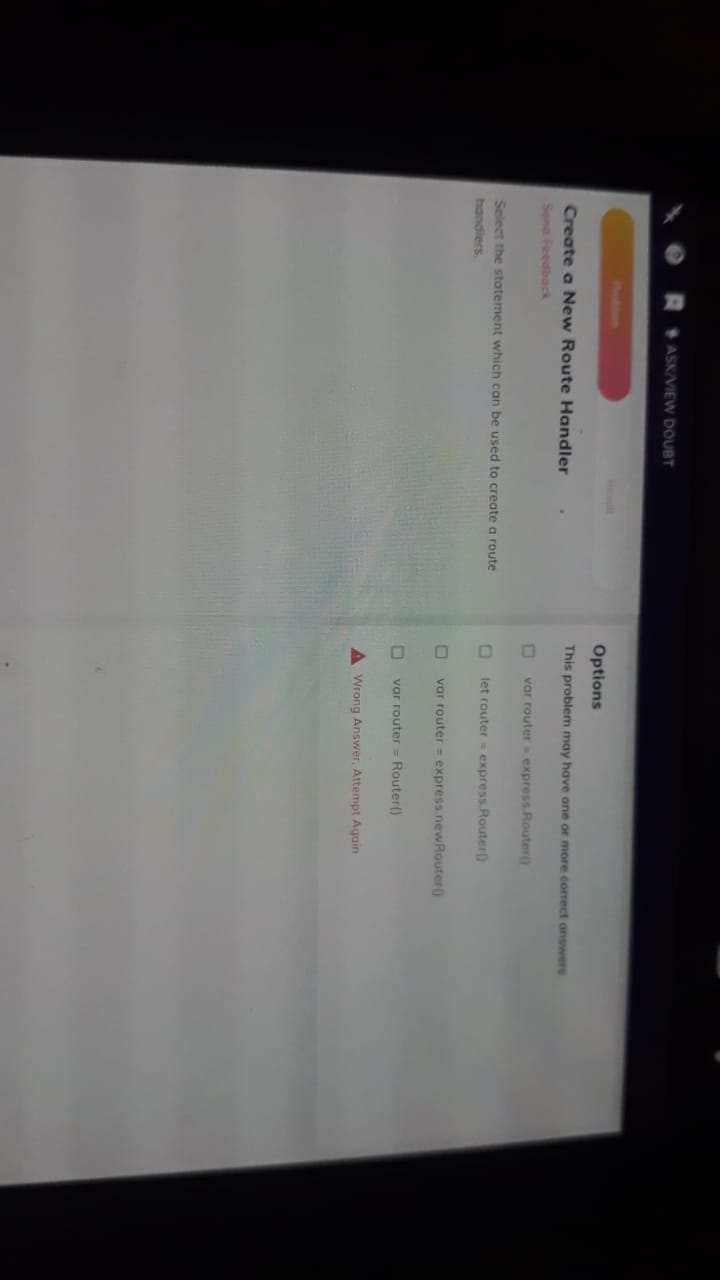 ASK/VIEW DOUBT
Problem
Result
Create a New Route Handler
Send Feedback
Select the statement which can be used to create a route
handlers.
Options
This problem may have one or more correct answers
var router = express.Router()
let router = express.Router()
var router = express.newRouter()
var router = Router()
Wrong Answer, Attempt Again